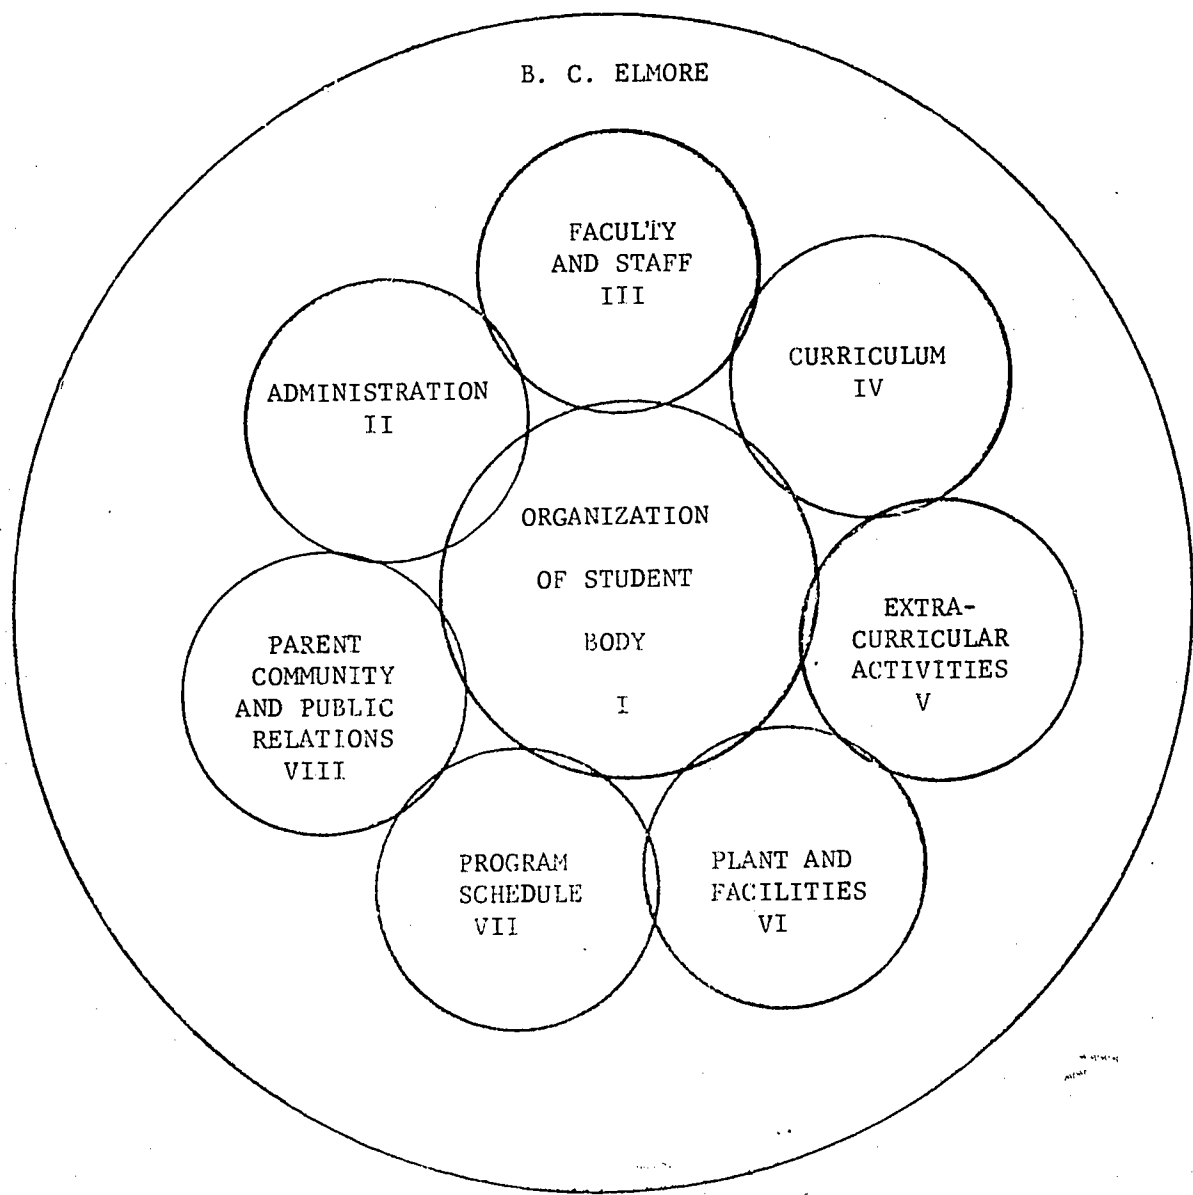 B. C. ELMORE
FACULTY
AND STAFF
III
CURRICULUM
IV
ADMINISTRATION
II
ORGANIZATION
OF STUDENT
BODY
I
EXTRA-
CURRICULAR
ACTIVITIES
V
PARENT
COMMUNITY
AND PUBLIC
RELATIONS
VIII
PROGRAM
SCHEDULE
VII
PLANT AND
FACILITIES
VI